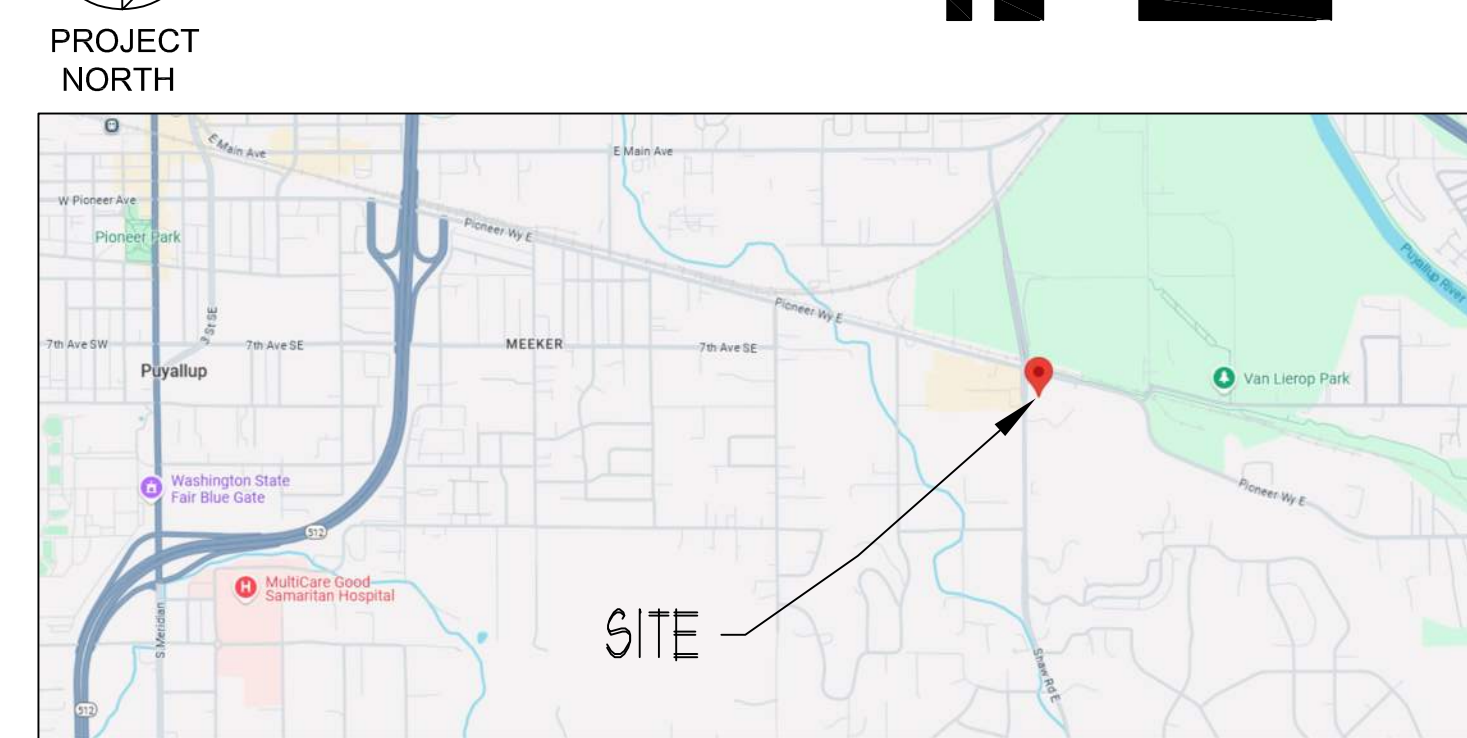 PROJECT
NORTH
E Main Ave
E Main Ave
W Pioneer Ave
Pioneer Park
Pioneer Wy E
Puyallup River
Pioneer Wy E
3 St SE
7th Ave SW
7th Ave SE
MEEKER
7th Ave SE
Puyallup
Van Lierop Park
Washington State
Fair Blue Gate
Pioneer Wy E
512
MultiCare Good
Samaritan Hospital
H
S Meridian
SITE
Shaw Rd E
512